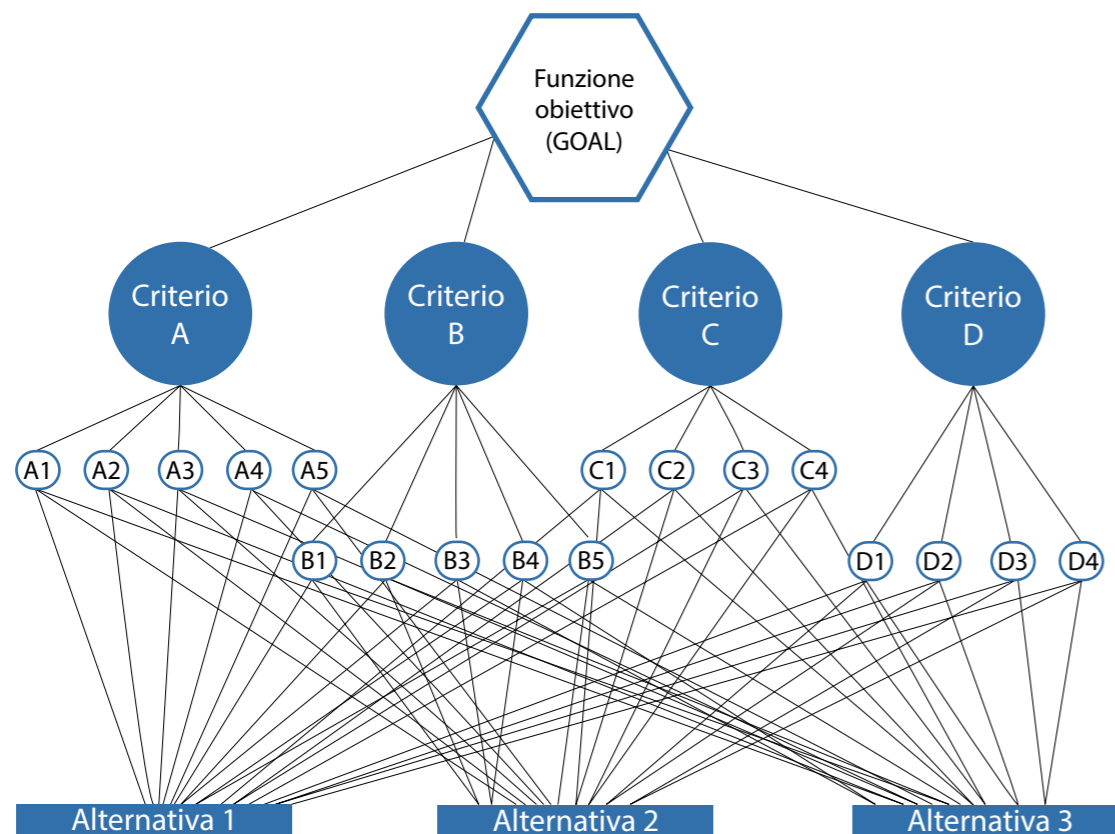 Funzione
obiettivo
(GOAL)
Criterio
A
Criterio
B
Criterio
C
Criterio
D
A1
A2
A3
A4
A5
C1
C2
C3
C4
B1
B2
B3
B4
B5
D1
D2
D3
D4
Alternativa 1
Alternativa 2
Alternativa 3